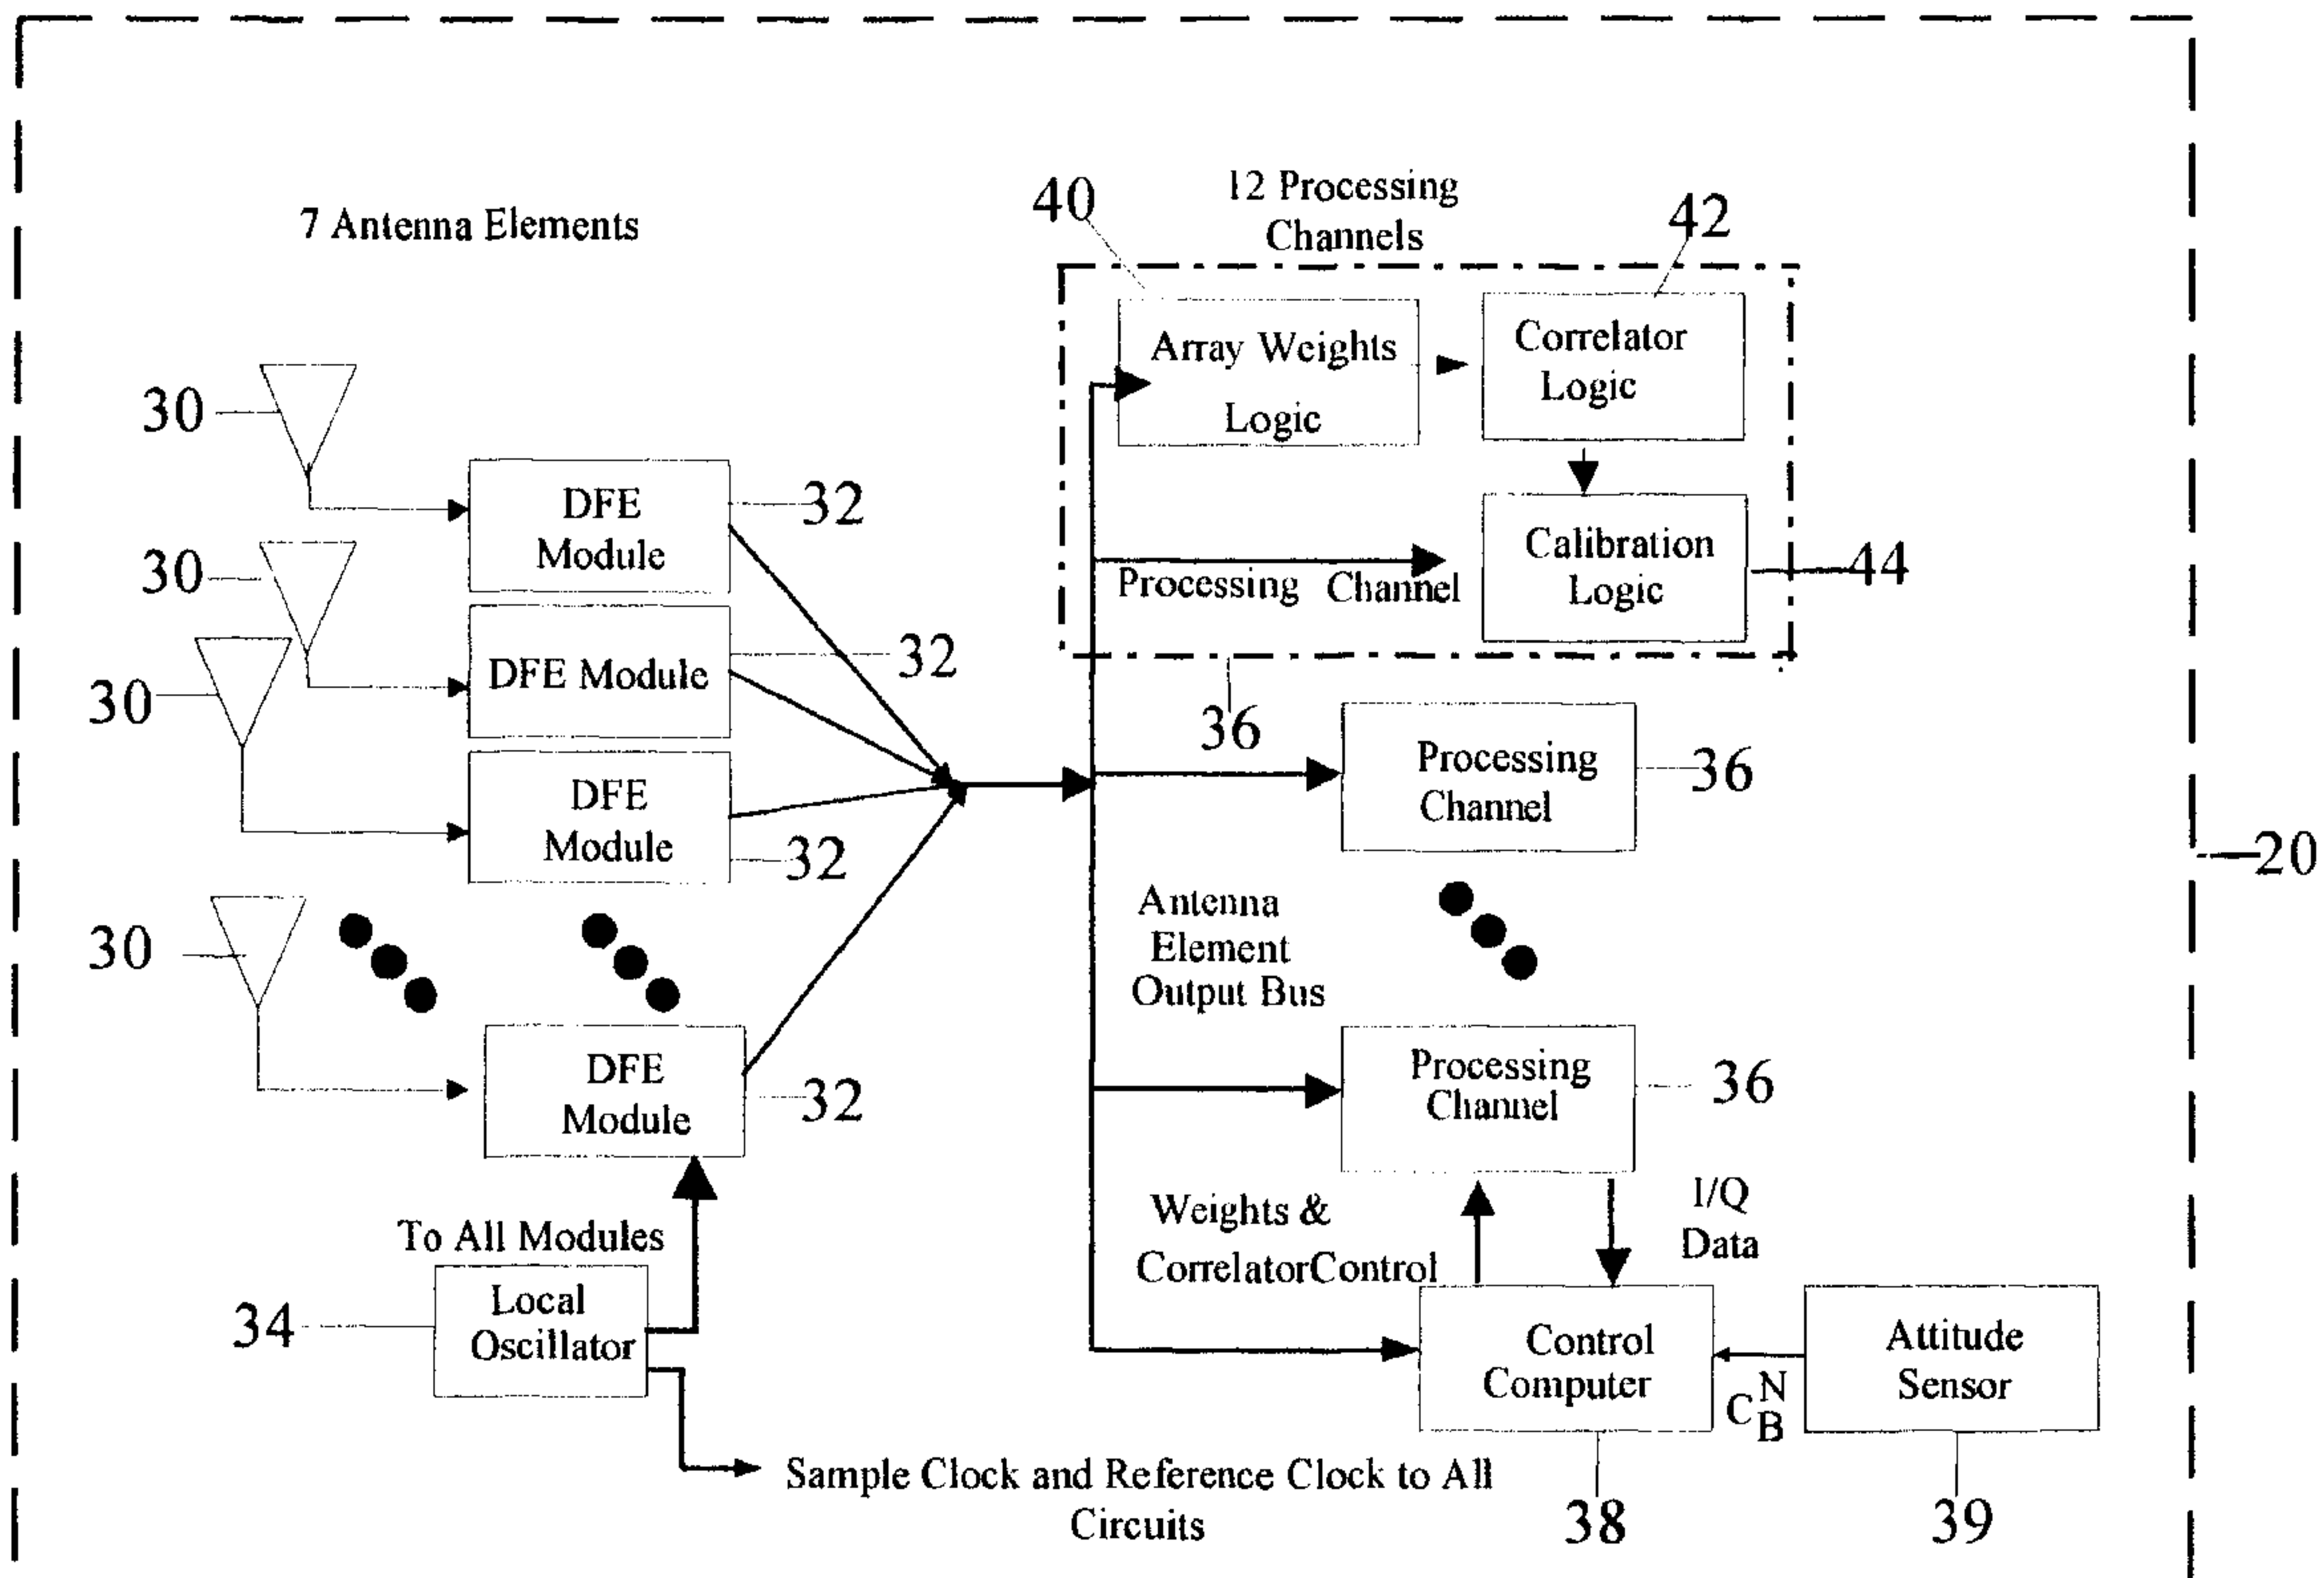 7 Antenna Elements
12 Processing
Channels
40
42
Array Weights
Logic
Correlator
Logic
30
DFE
Module
32
30
Calibration
Logic
44
Processing Channel
DFE Module
32
30
36
Processing
Channel
36
DFE
Module
32
20
Antenna
Element
Output Bus
30
DFE
Module
32
Processing
Channel
36
To All Modules
Weights &
CorrelatorControl
I/Q
Data
Local
Oscillator
34
Control
Computer
Attitude
Sensor
C N B
Sample Clock and Reference Clock to All
Circuits
38
39